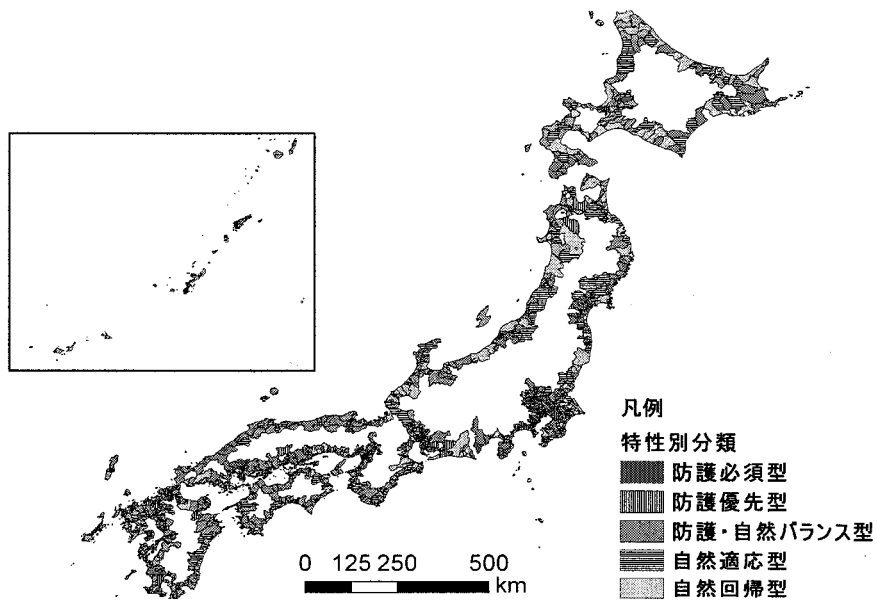 凡例
特性別分類
防護必須型
防護優先型
防護・自然バランス型
自然適応型
自然回帰型
0 125 250 500
km